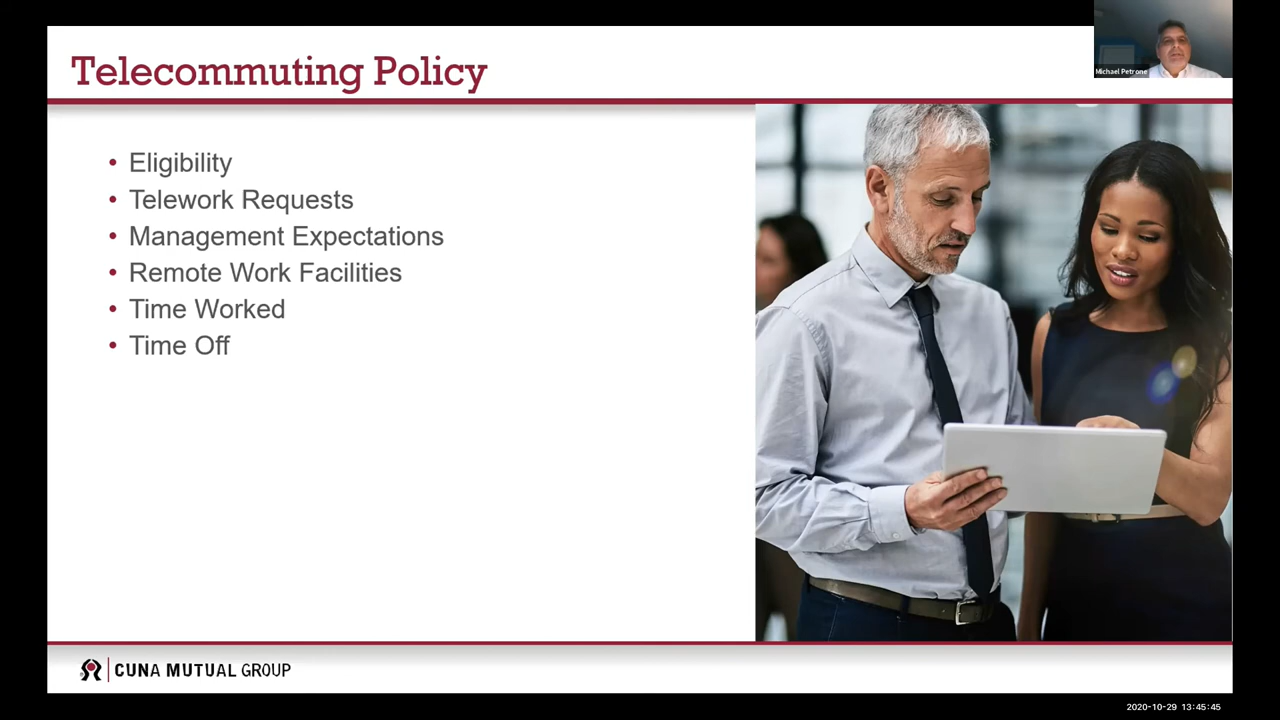 Telecommuting Policy
Michael Petrone
• Eligibility
• Telework Requests
• Management Expectations
• Remote Work Facilities
• Time Worked
• Time Off
CUNA MUTUAL GROUP
2020-10-29 13:45:45